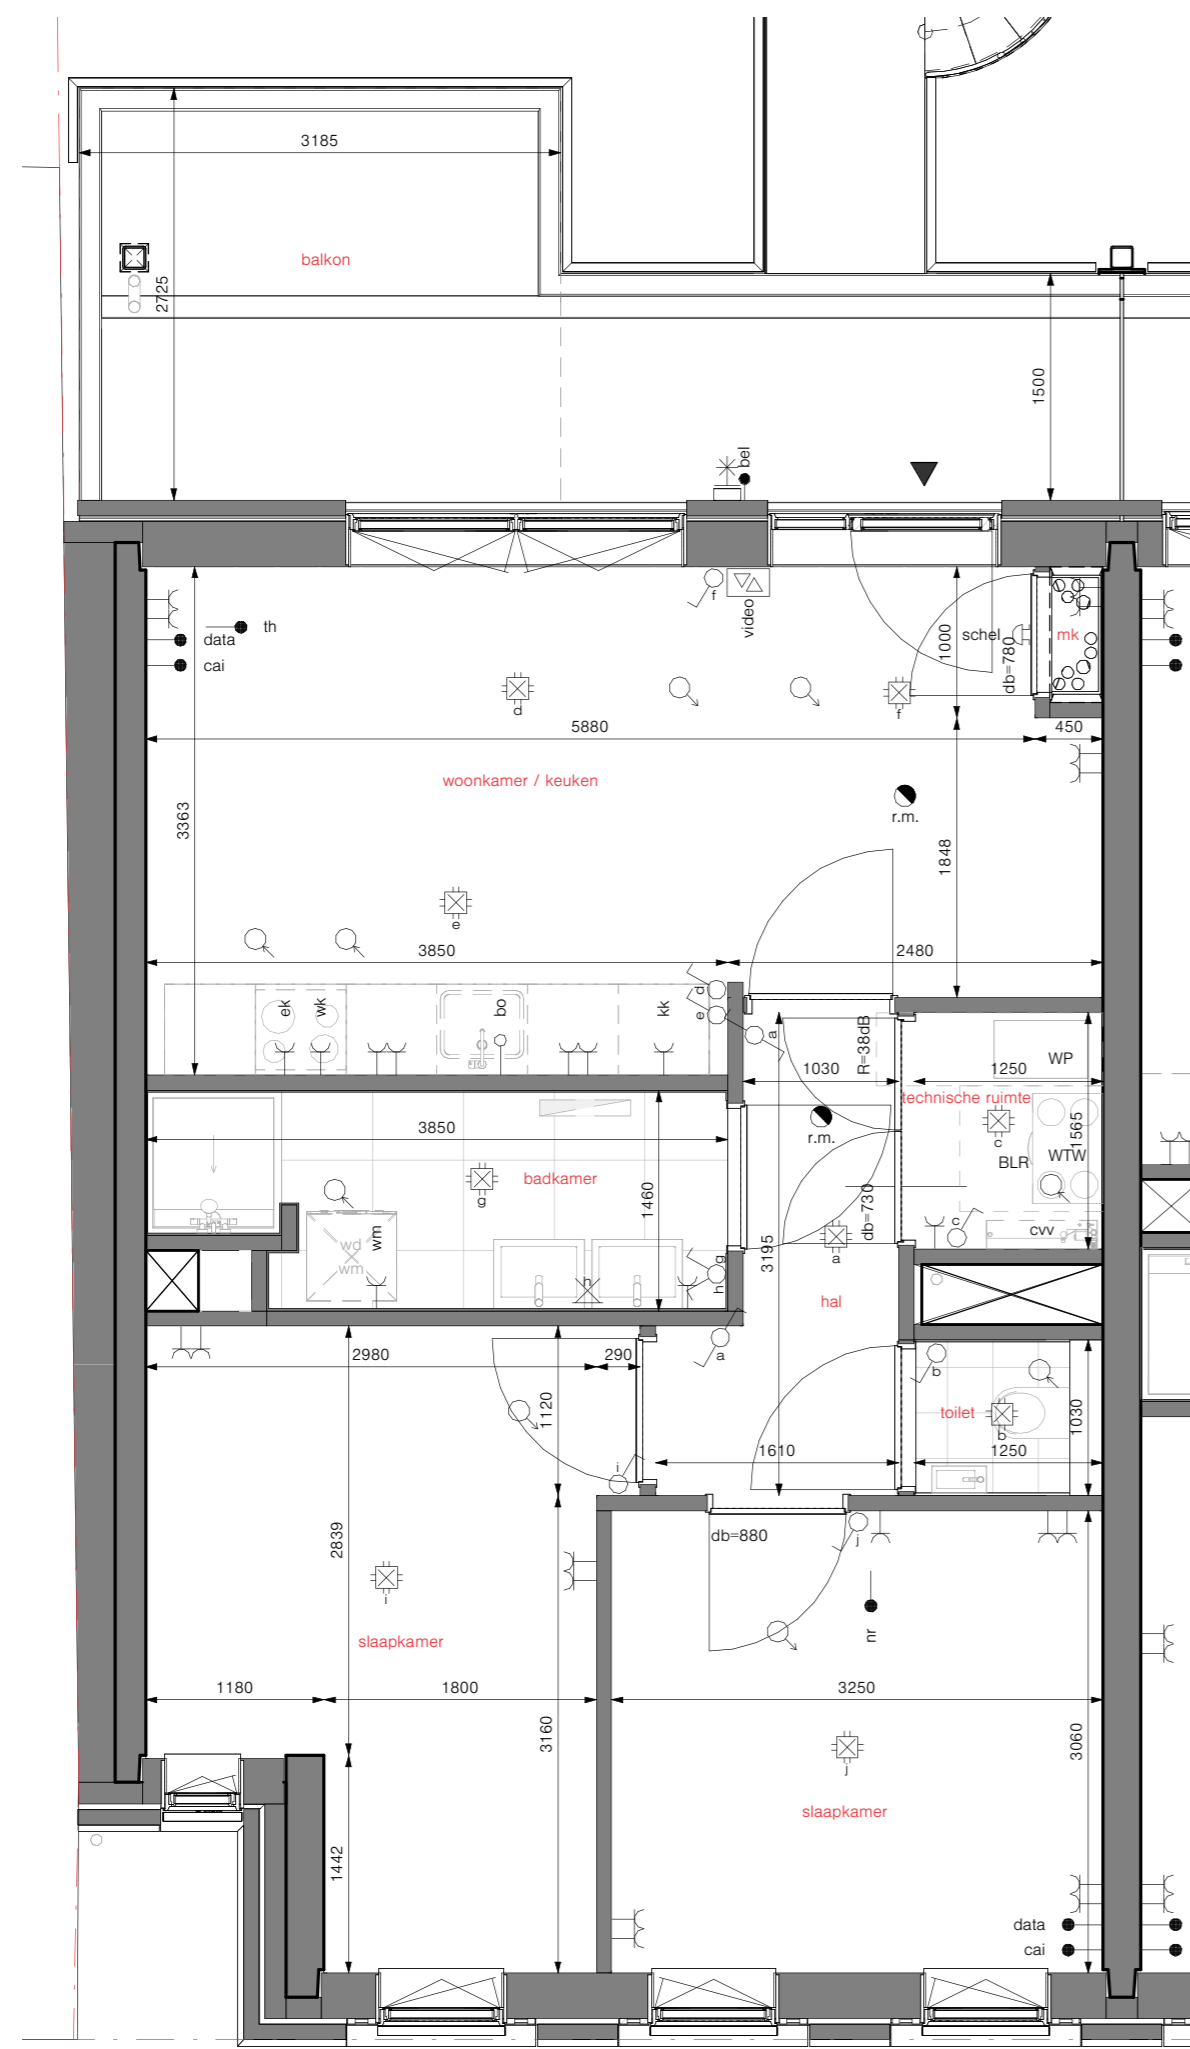 3185
balkon
2725
1500
bel
th
data
cai
f
video
schel
mk
1000
db=780
d
f
5880
450
woonkamer / keuken
3363
r.m.
1848
e
3850
2480
ek
wk
bo
kk
d
e
a
R=38dB
WP
1030
1250
technische ruimte
3850
r.m.
c
1565
BLR
WTW
badkamer
g
1460
wm
wd
wm
h
g
h
db=730
3195
a
c
cvv
hal
2980
290
a
b
1120
toilet
b
1030
1610
1250
i
2839
db=880
j
i
nr
slaapkamer
1180
1800
3250
3160
j
3060
slaapkamer
1442
data
cai